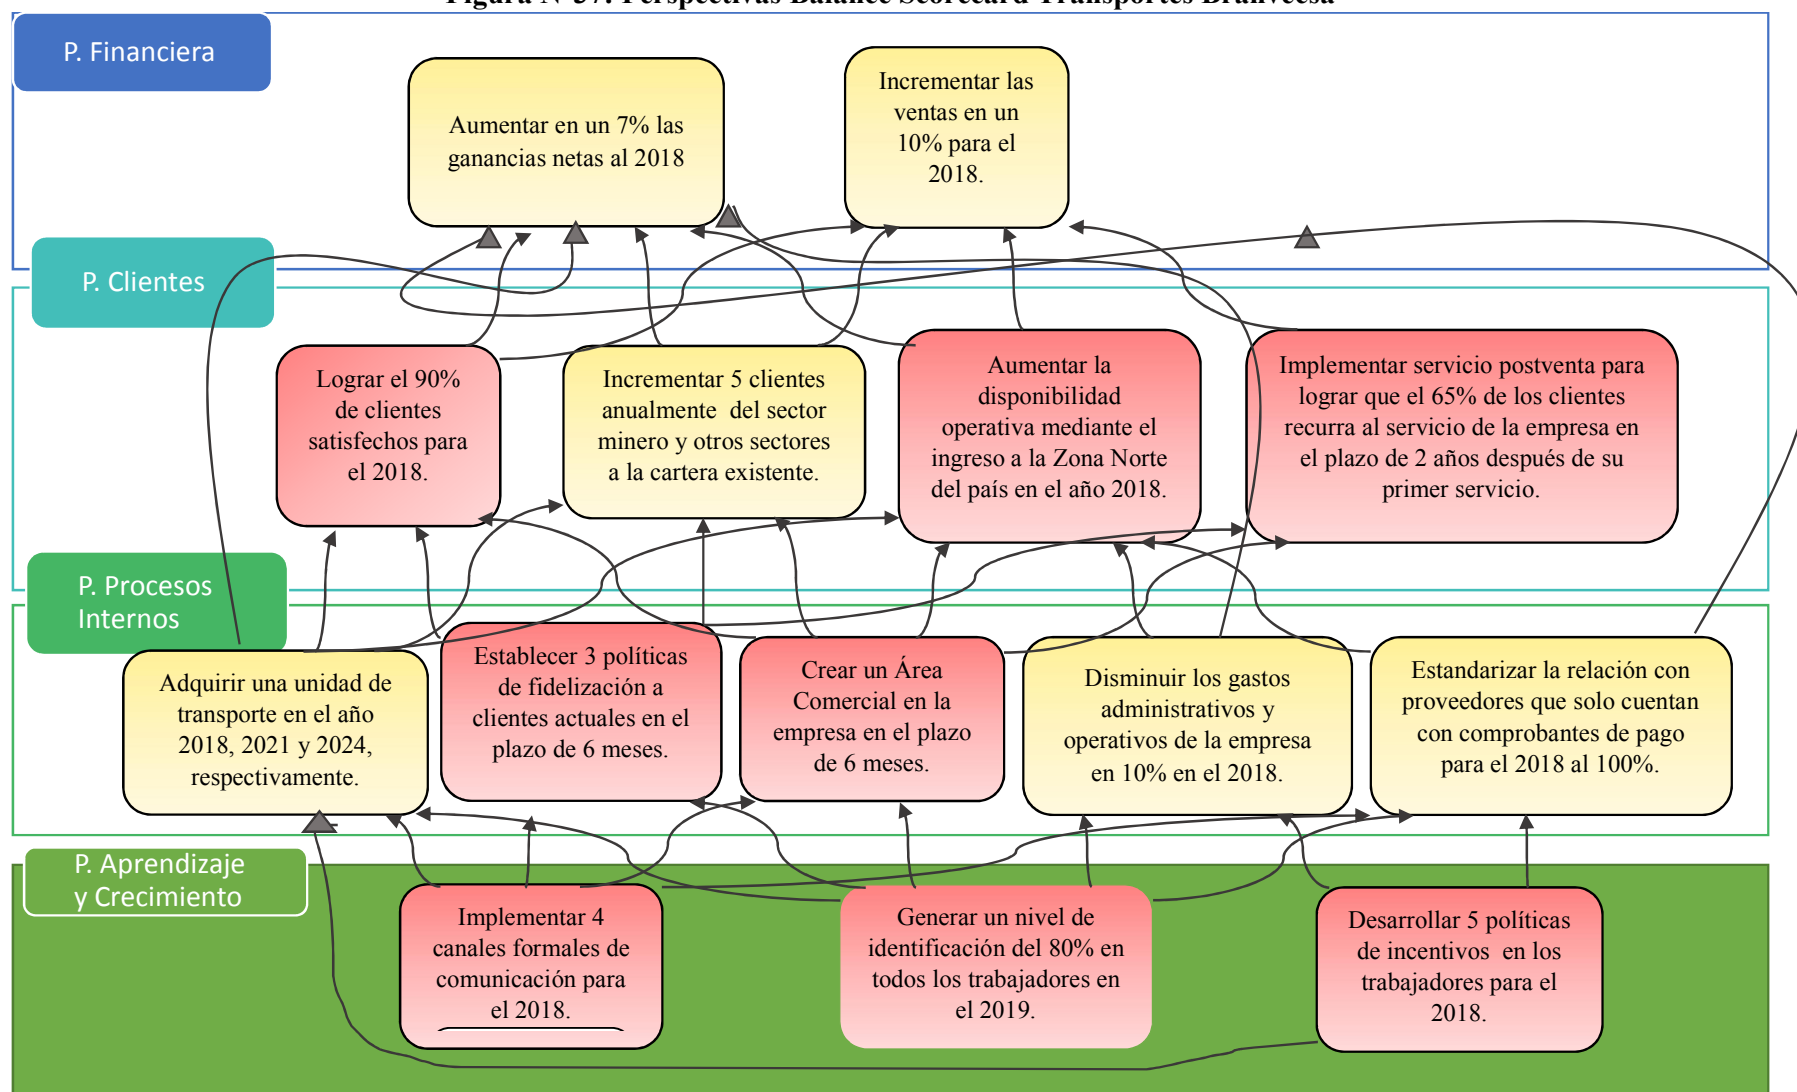 Figura N°37. Perspectivas Balance Scorecard Transportes Branveesa
P. Financiera
Aumentar en un 7% las
ganancias netas al 2018
Incrementar las
ventas en un
10% para el
2018.
P. Clientes
Lograr el 90%
de clientes
satisfechos para
el 2018.
Incrementar 5 clientes
anualmente del sector
minero y otros sectores
a la cartera existente.
Aumentar la
disponibilidad
operativa mediante el
ingreso a la Zona Norte
del país en el año 2018.
Implementar servicio postventa para
lograr que el 65% de los clientes
recurra al servicio de la empresa en
el plazo de 2 años después de su
primer servicio.
P. Procesos
Internos
Adquirir una unidad de
transporte en el año
2018, 2021 y 2024,
respectivamente.
Establecer 3 políticas
de fidelización a
clientes actuales en el
plazo de 6 meses.
Crear un Área
Comercial en la
empresa en el plazo
de 6 meses.
Disminuir los gastos
administrativos y
operativos de la empresa
en 10% en el 2018.
Estandarizar la relación con
proveedores que solo cuentan
con comprobantes de pago
para el 2018 al 100%.
P. Aprendizaje
y Crecimiento
Implementar 4
canales formales de
comunicación para
el 2018.
Generar un nivel de
identificación del 80% en
todos los trabajadores en
el 2019.
Desarrollar 5 políticas
de incentivos en los
trabajadores para el
2018.